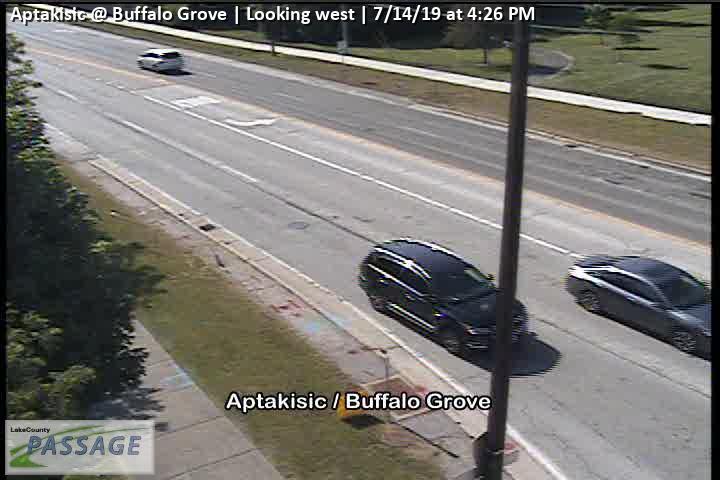 Aptakisic @ Buffalo Grove | Looking west | 7/14/19 at 4:26 PM
Aptakisic / Buffalo Grove
LakeCounty
PASSAGE